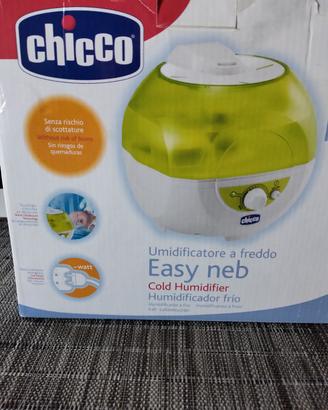 chicco
Senza rischio
di scottature
without risk of burns
Sin riesgos de
quemaduras
chicco
-watt
Umidificatore a freddo
Easy neb
Cold Humidifier
Humidificador frío